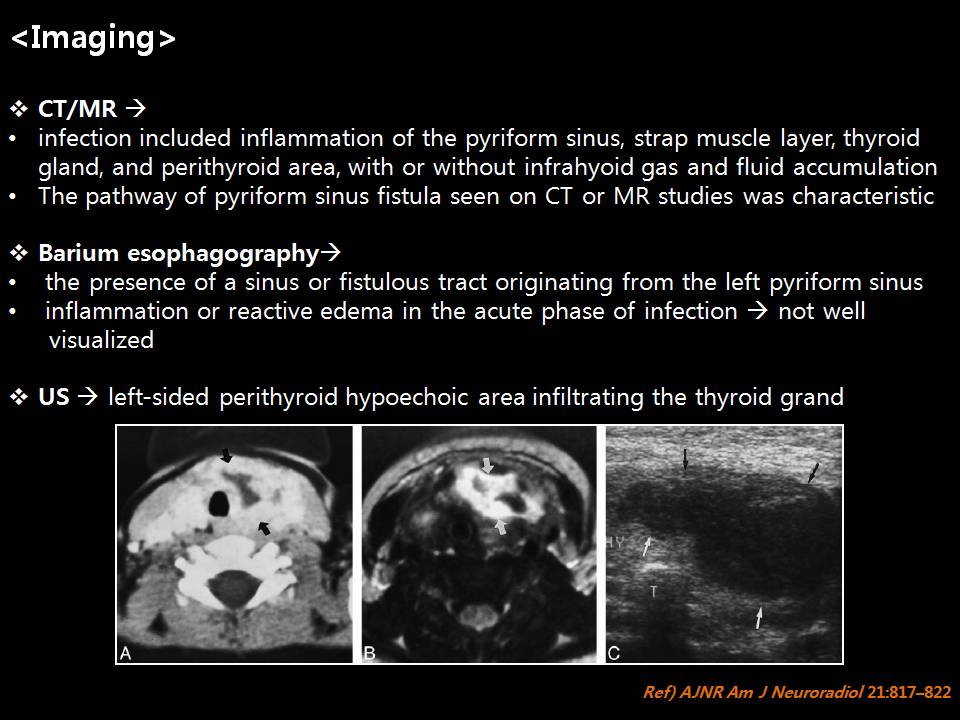 <Imaging>
❖ CT/MR →
• infection included inflammation of the pyriform sinus, strap muscle layer, thyroid
gland, and perithyroid area, with or without infrahyoid gas and fluid accumulation
• The pathway of pyriform sinus fistula seen on CT or MR studies was characteristic
❖ Barium esophagography→
• the presence of a sinus or fistulous tract originating from the left pyriform sinus
• inflammation or reactive edema in the acute phase of infection → not well
visualized
❖ US → left-sided perithyroid hypoechoic area infiltrating the thyroid grand
HY
T
A
B
C
Ref) AJNR Am J Neuroradiol 21:817–822